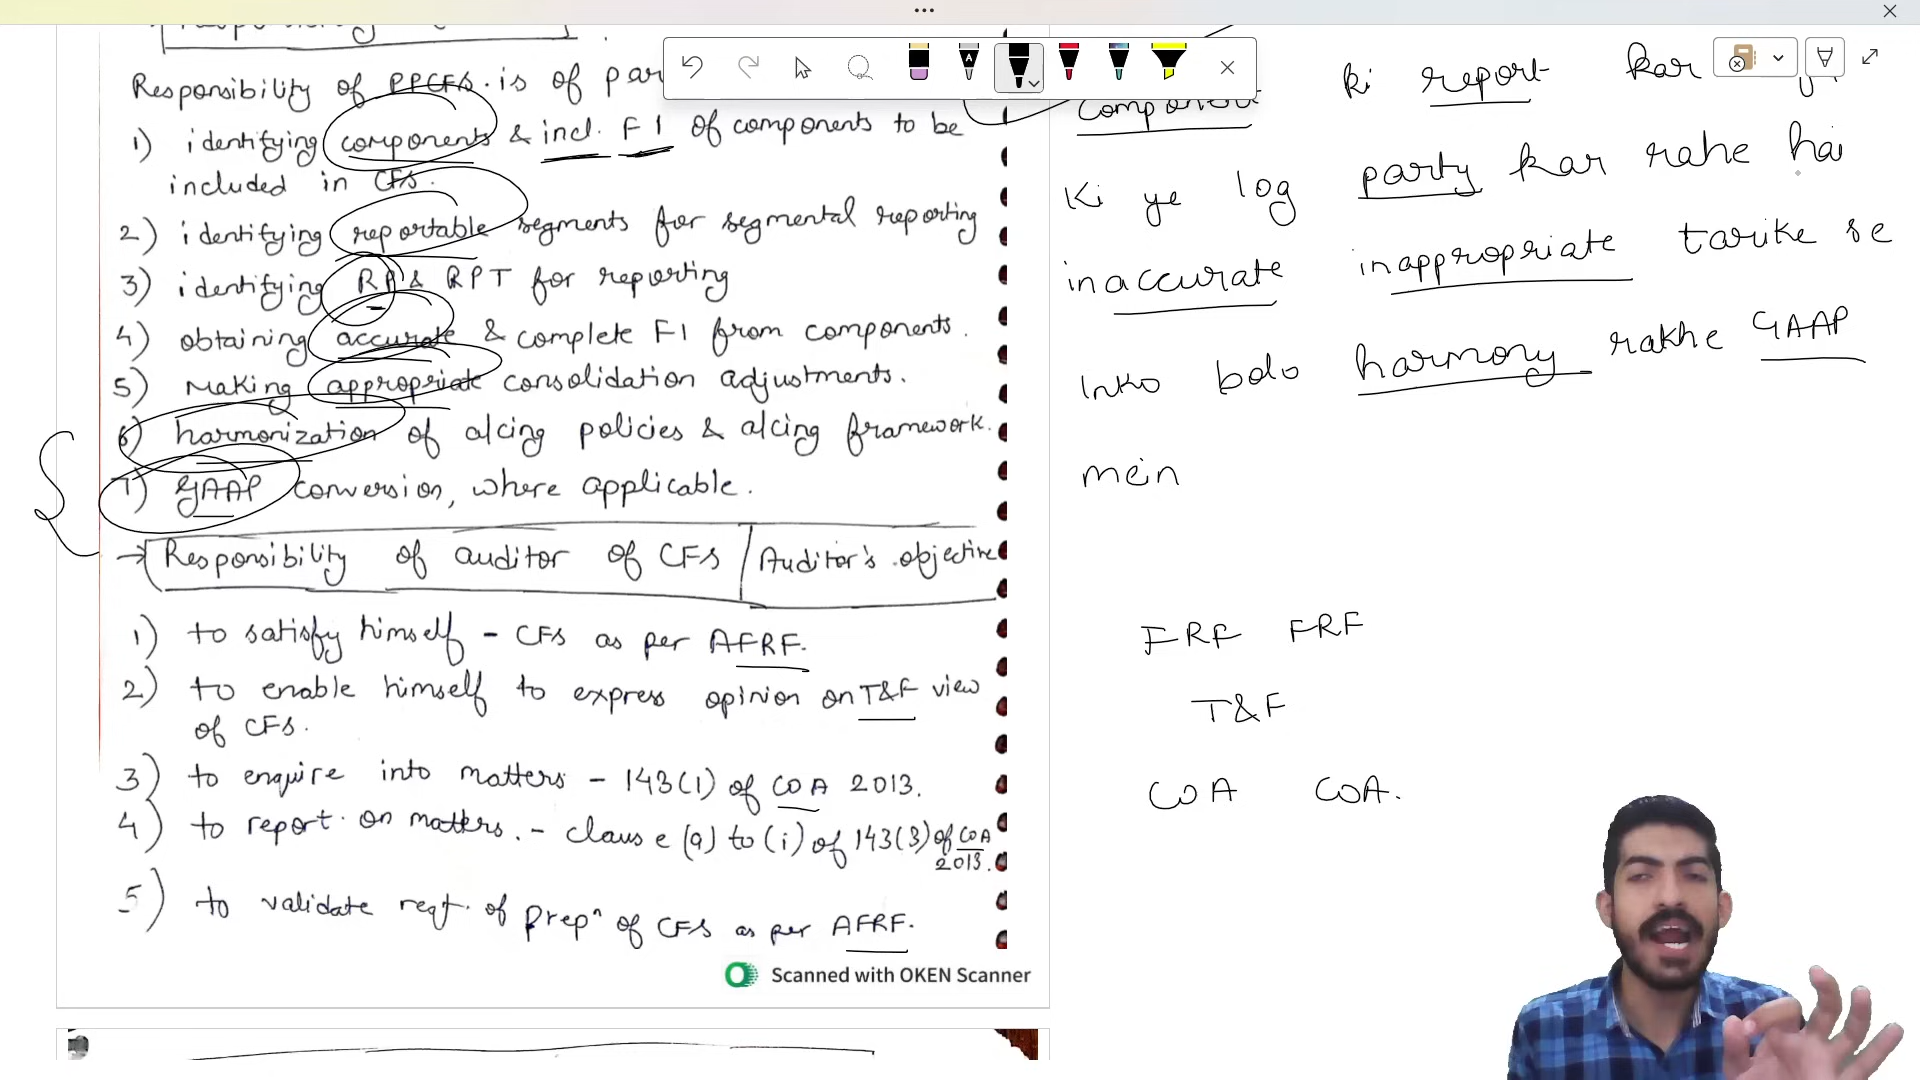 Responsibility of PPCFS. is of par
1) identifying components & incl. FI of components to be
included in CFS.
2) identifying reportable segments for segmental reporting
3) identifying RP & RPT for reporting
4) obtaining accurate & complete FI from components.
5) Making appropriate consolidation adjustments.
6) harmonization of a/cing policies & a/cing framework.
7) GAAP conversion, where applicable.
→ Responsibility of auditor of CFS / Auditor's objective
1) to satisfy himself - CFS as per AFRF.
2) to enable himself to express opinion on T&F view
of CFS.
3) to enquire into matters - 143(1) of COA 2013.
4) to report on matters. - clause (a) to (i) of 143(3) of COA
2013.
5) to validate reqt. of prepⁿ of CFS as per AFRF.
Scanned with OKEN Scanner
component ki report kar
Ki ye log party kar rahe hai
inaccurate inappropriate tarike se
Inko bolo harmony rakhe GAAP
mein
FRF FRF
T&F
COA COA.